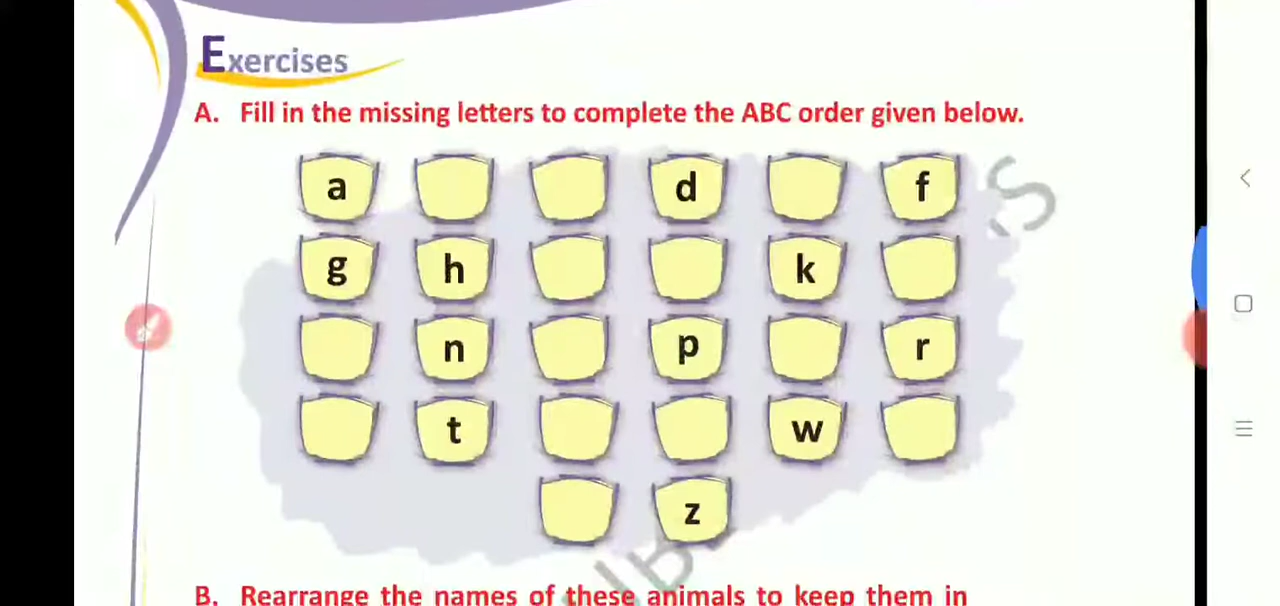 Exercises
A. Fill in the missing letters to complete the ABC order given below.
a d f
g h k
n p r
t w
z
B. Rearrange the names of these animals to keep them in